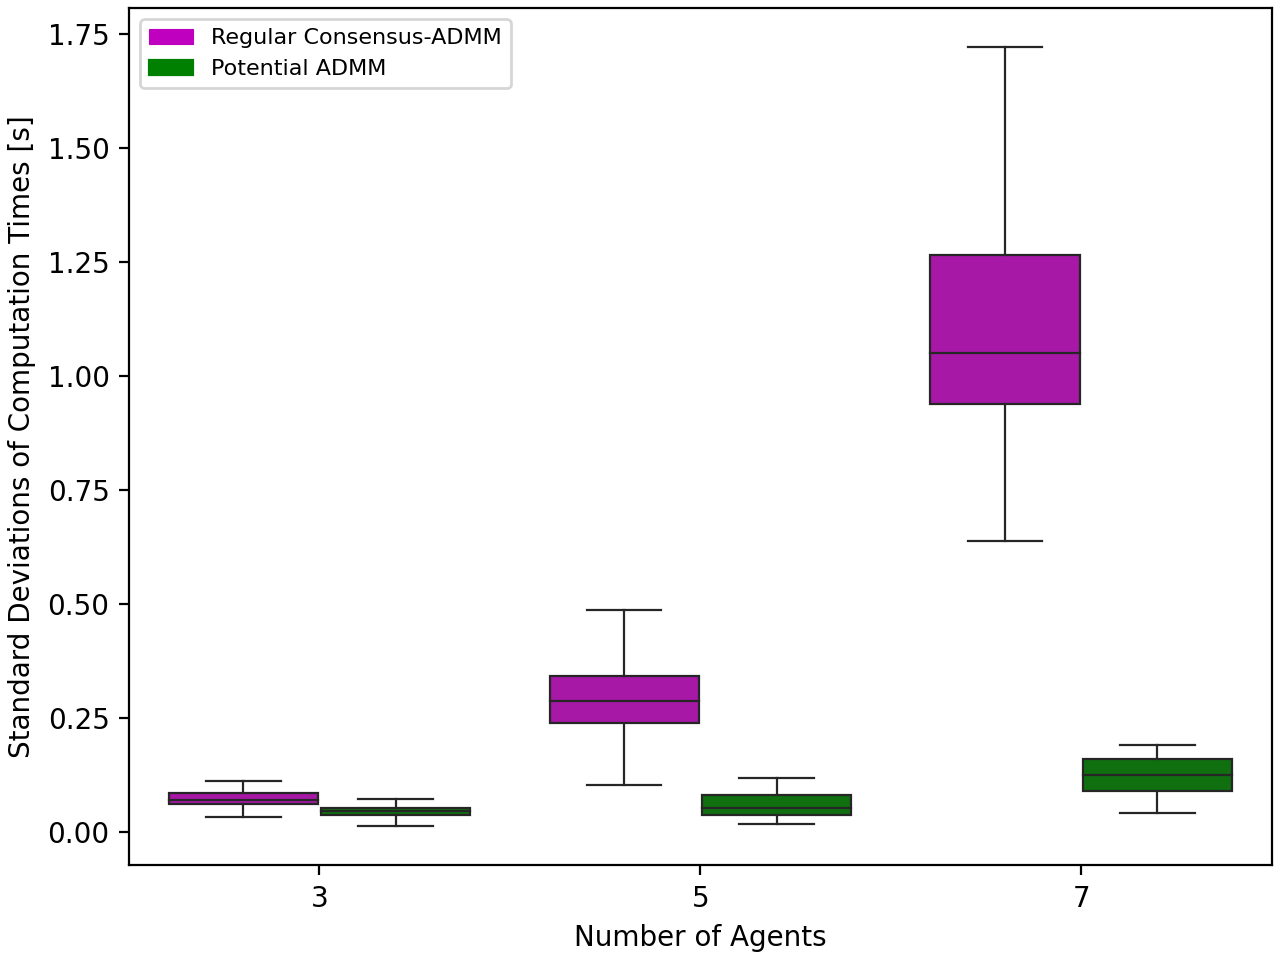 Regular Consensus-ADMM
Potential ADMM
Standard Deviations of Computation Times [s]
1.75
1.50
1.25
1.00
0.75
0.50
0.25
0.00
3 5 7
Number of Agents